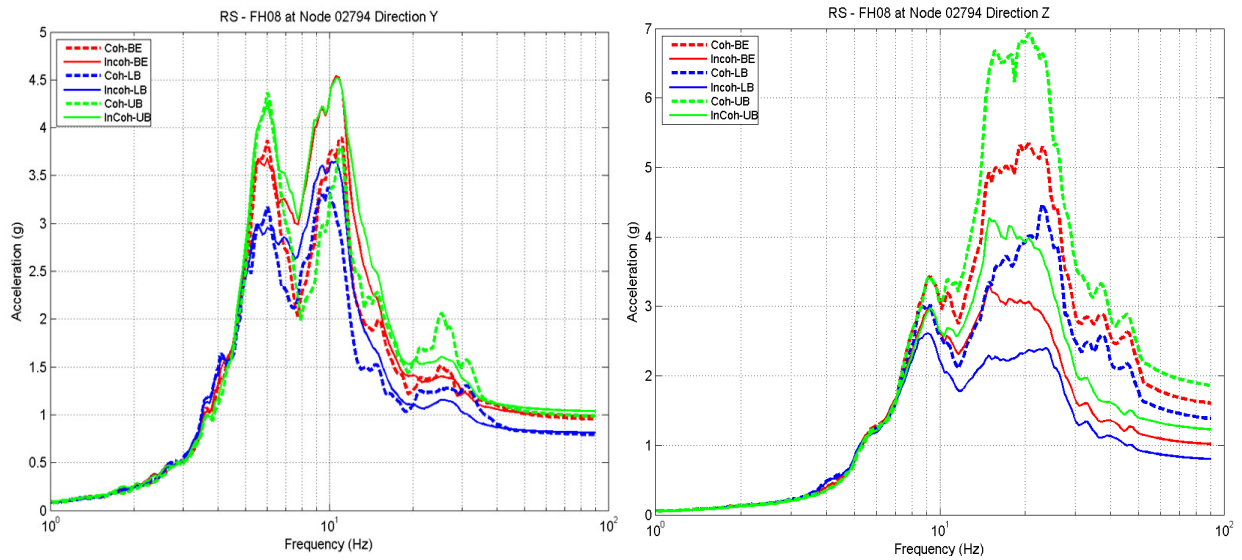 RS - FH08 at Node 02794 Direction Y
5
4.5
4
3.5
3
2.5
2
1.5
1
0.5
0
Acceleration (g)
Coh-BE
Incoh-BE
Coh-LB
Incoh-LB
Coh-UB
InCoh-UB
10^0
10^1
10^2
Frequency (Hz)
RS - FH08 at Node 02794 Direction Z
7
6
5
4
3
2
1
0
Acceleration (g)
Coh-BE
Incoh-BE
Coh-LB
Incoh-LB
Coh-UB
InCoh-UB
10^0
10^1
10^2
Frequency (Hz)